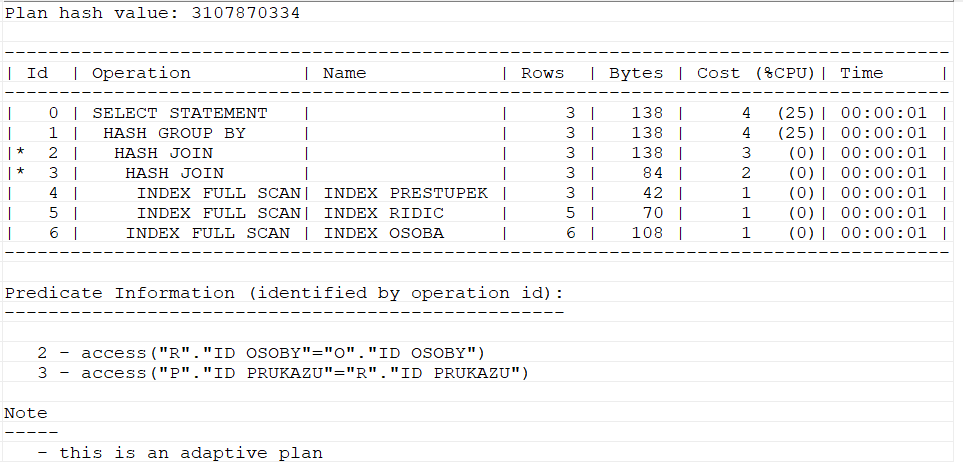 Plan hash value: 3107870334
--------------------------------------------------------------------------------------
| Id  | Operation          | Name            | Rows  | Bytes | Cost (%CPU)| Time     |
--------------------------------------------------------------------------------------
|   0 | SELECT STATEMENT   |                 |     3 |   138 |     4  (25)| 00:00:01 |
|   1 |  HASH GROUP BY     |                 |     3 |   138 |     4  (25)| 00:00:01 |
|*  2 |   HASH JOIN        |                 |     3 |   138 |     3   (0)| 00:00:01 |
|*  3 |    HASH JOIN       |                 |     3 |    84 |     2   (0)| 00:00:01 |
|   4 |     INDEX FULL SCAN| INDEX PRESTUPEK |     3 |    42 |     1   (0)| 00:00:01 |
|   5 |     INDEX FULL SCAN| INDEX RIDIC     |     5 |    70 |     1   (0)| 00:00:01 |
|   6 |    INDEX FULL SCAN | INDEX OSOBA     |     6 |   108 |     1   (0)| 00:00:01 |
--------------------------------------------------------------------------------------
Predicate Information (identified by operation id):
---------------------------------------------------
   2 - access("R"."ID OSOBY"="O"."ID OSOBY")
   3 - access("P"."ID PRUKAZU"="R"."ID PRUKAZU")
Note
-----
   - this is an adaptive plan